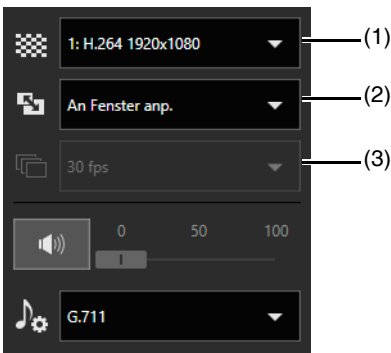 1: H.264 1920x1080
(1)
An Fenster anp.
(2)
30 fps
(3)
0 50 100
G.711